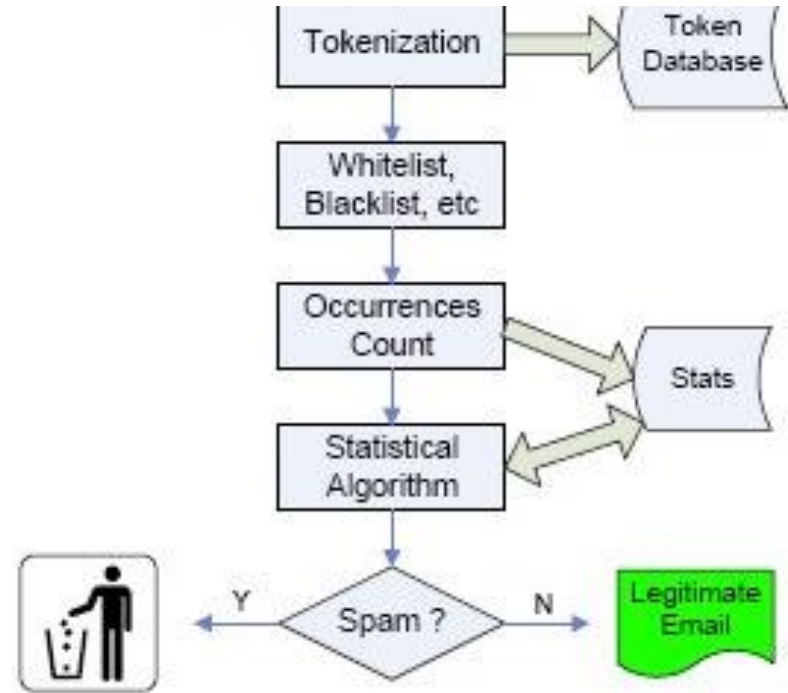 Tokenization
Token
Database
Whitelist,
Blacklist, etc
Occurrences
Count
Stats
Statistical
Algorithm
Y
Spam ?
N
Legitimate
Email